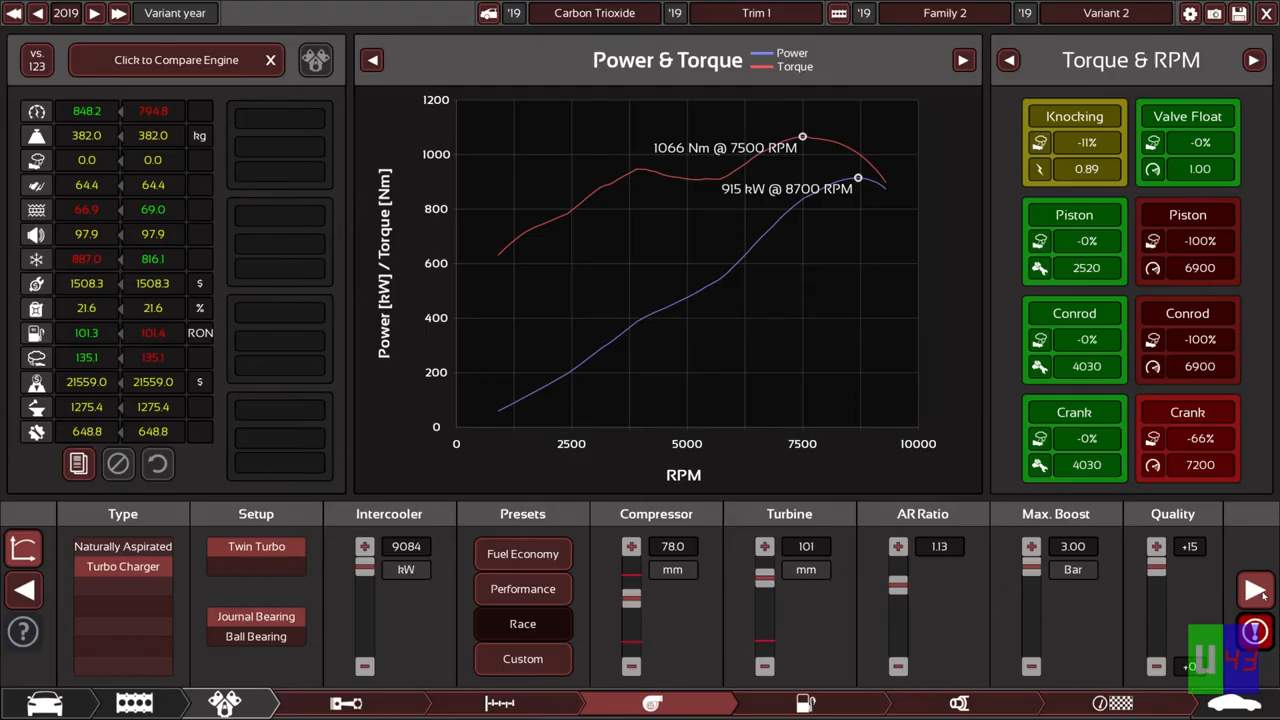 2019
Variant year
'19
Carbon Trioxide
'19
Trim 1
'19
Family 2
'19
Variant 2
vs.
123
Click to Compare Engine
X
848.2 794.8
382.0 382.0 kg
0.0 0.0
64.4 64.4
66.9 69.0
97.9 97.9
887.0 816.1
1508.3 1508.3 $
21.6 21.6 %
101.3 101.4 RON
135.1 135.1
21559.0 21559.0 $
1275.4 1275.4
648.8 648.8
Power & Torque
Power
Torque
1200
1000
800
600
400
200
0
Power [kW] / Torque [Nm]
1066 Nm @ 7500 RPM
915 kW @ 8700 RPM
0 2500 5000 7500 10000
RPM
Torque & RPM
Knocking
-11%
0.89
Valve Float
-0%
1.00
Piston
-0%
2520
Piston
-100%
6900
Conrod
-0%
4030
Conrod
-100%
6900
Crank
-0%
4030
Crank
-66%
7200
Type
Naturally Aspirated
Turbo Charger
Setup
Twin Turbo
Journal Bearing
Ball Bearing
Intercooler
9084
kW
Presets
Fuel Economy
Performance
Race
Custom
Compressor
78.0
mm
Turbine
101
mm
AR Ratio
1.13
Max. Boost
3.00
Bar
Quality
+15
+0
?
U 43